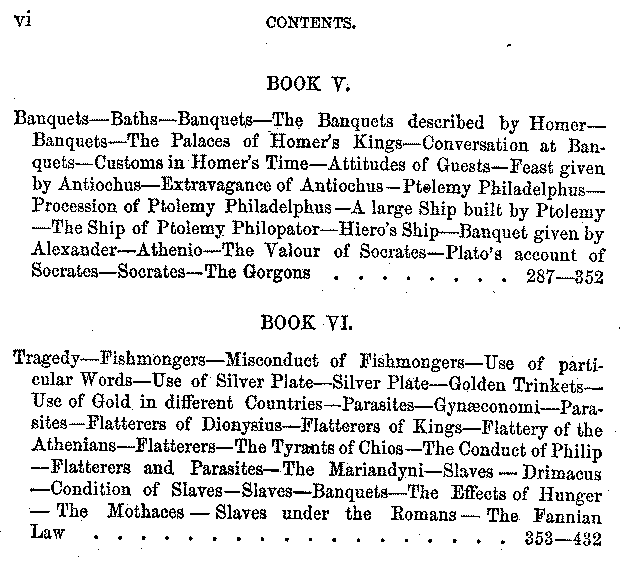 vi CONTENTS.
BOOK V.
Banquets—Baths—Banquets—The Banquets described by Homer—
Banquets—The Palaces of Homer's Kings—Conversation at Ban-
quets—Customs in Homer's Time—Attitudes of Guests—Feast given
by Antiochus—Extravagance of Antiochus—Ptolemy Philadelphus—
Procession of Ptolemy Philadelphus—A large Ship built by Ptolemy
—The Ship of Ptolemy Philopator—Hiero's Ship—Banquet given by
Alexander—Athenio—The Valour of Socrates—Plato's account of
Socrates—Socrates—The Gorgons . . . . . . . . 287—352
BOOK VI.
Tragedy—Fishmongers—Misconduct of Fishmongers—Use of parti-
cular Words—Use of Silver Plate—Silver Plate—Golden Trinkets—
Use of Gold in different Countries—Parasites—Gynæconomi—Para-
sites—Flatterers of Dionysius—Flatterers of Kings—Flattery of the
Athenians—Flatterers—The Tyrants of Chios—The Conduct of Philip
—Flatterers and Parasites—The Mariandyni—Slaves—Drimacus
—Condition of Slaves—Slaves—Banquets—The Effects of Hunger
— The Mothaces — Slaves under the Romans — The Fannian
Law . . . . . . . . . . . . . . . . . . 353—432